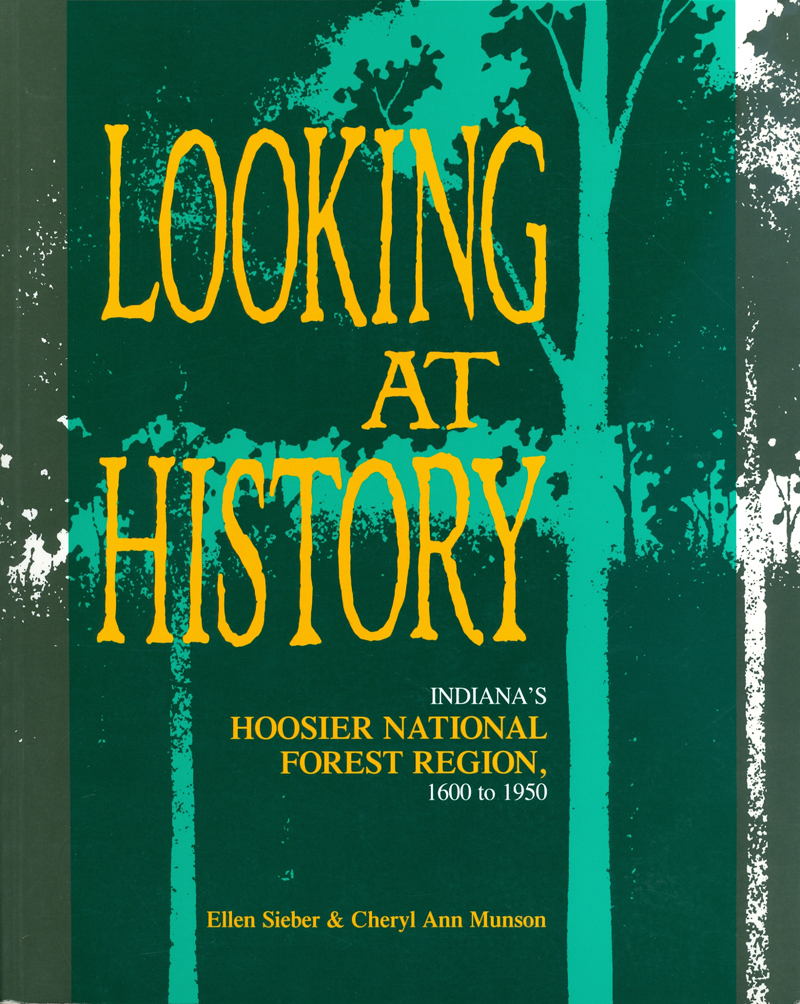 LOOKING
AT
HISTORY
INDIANA'S
HOOSIER NATIONAL
FOREST REGION,
1600 to 1950
Ellen Sieber & Cheryl Ann Munson